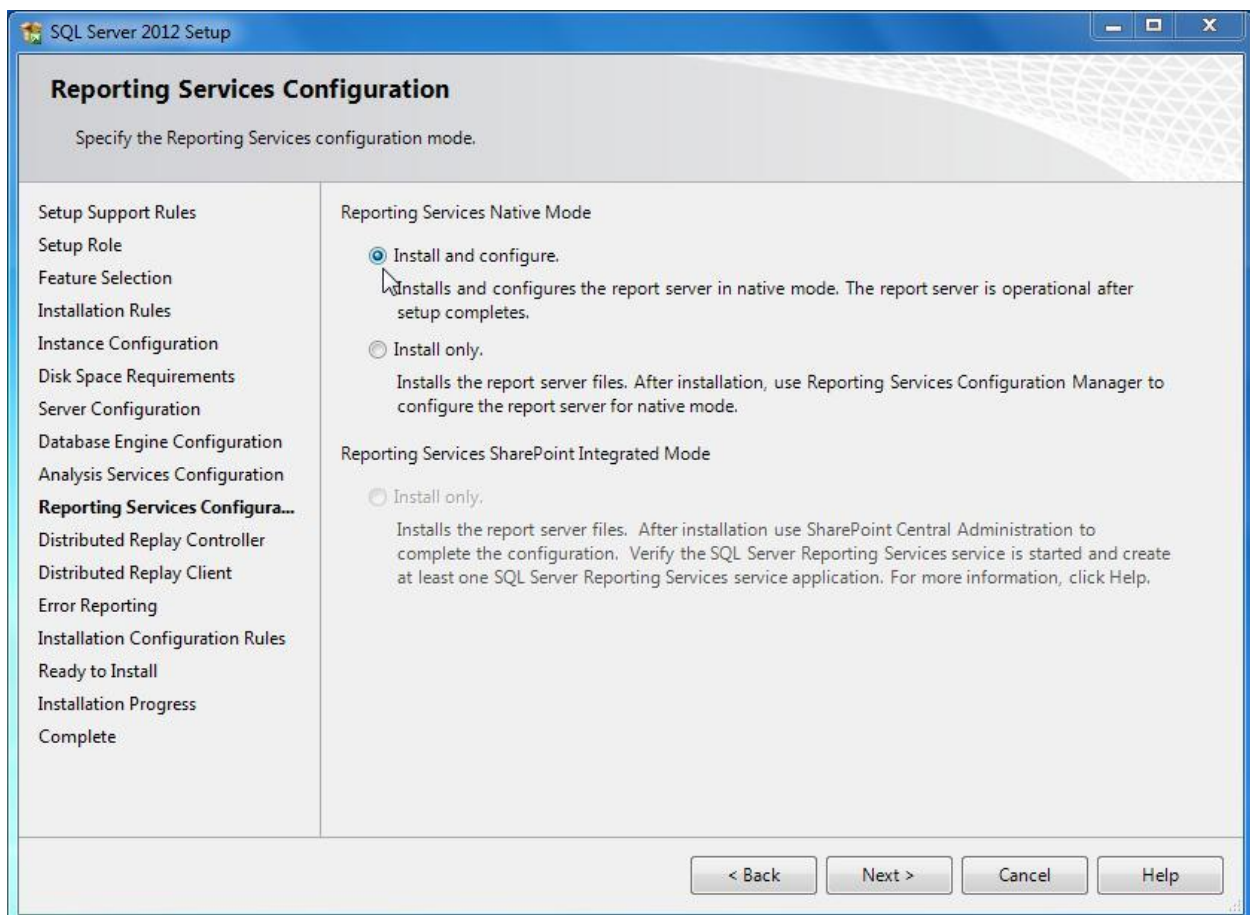 SQL Server 2012 Setup
Reporting Services Configuration
Specify the Reporting Services configuration mode.
Setup Support Rules
Setup Role
Feature Selection
Installation Rules
Instance Configuration
Disk Space Requirements
Server Configuration
Database Engine Configuration
Analysis Services Configuration
Reporting Services Configura...
Distributed Replay Controller
Distributed Replay Client
Error Reporting
Installation Configuration Rules
Ready to Install
Installation Progress
Complete
Reporting Services Native Mode
Install and configure.
Installs and configures the report server in native mode. The report server is operational after
setup completes.
Install only.
Installs the report server files. After installation, use Reporting Services Configuration Manager to
configure the report server for native mode.
Reporting Services SharePoint Integrated Mode
Install only.
Installs the report server files.  After installation use SharePoint Central Administration to
complete the configuration.  Verify the SQL Server Reporting Services service is started and create
at least one SQL Server Reporting Services service application. For more information, click Help.
< Back
Next >
Cancel
Help